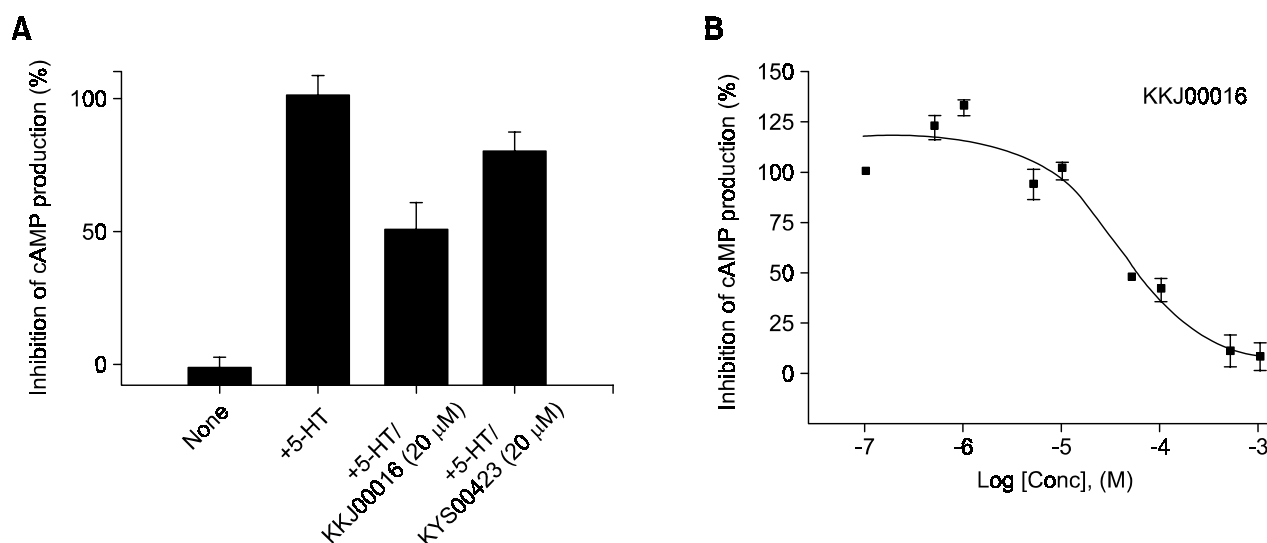 A
Inhibition of cAMP production (%)
100
50
0
None
+5-HT
+5-HT/
KKJ00016 (20 μM)
+5-HT/
KYS00423 (20 μM)
B
Inhibition of cAMP production (%)
150
125
100
75
50
25
0
KKJ00016
-7
-6
-5
-4
-3
Log [Conc], (M)